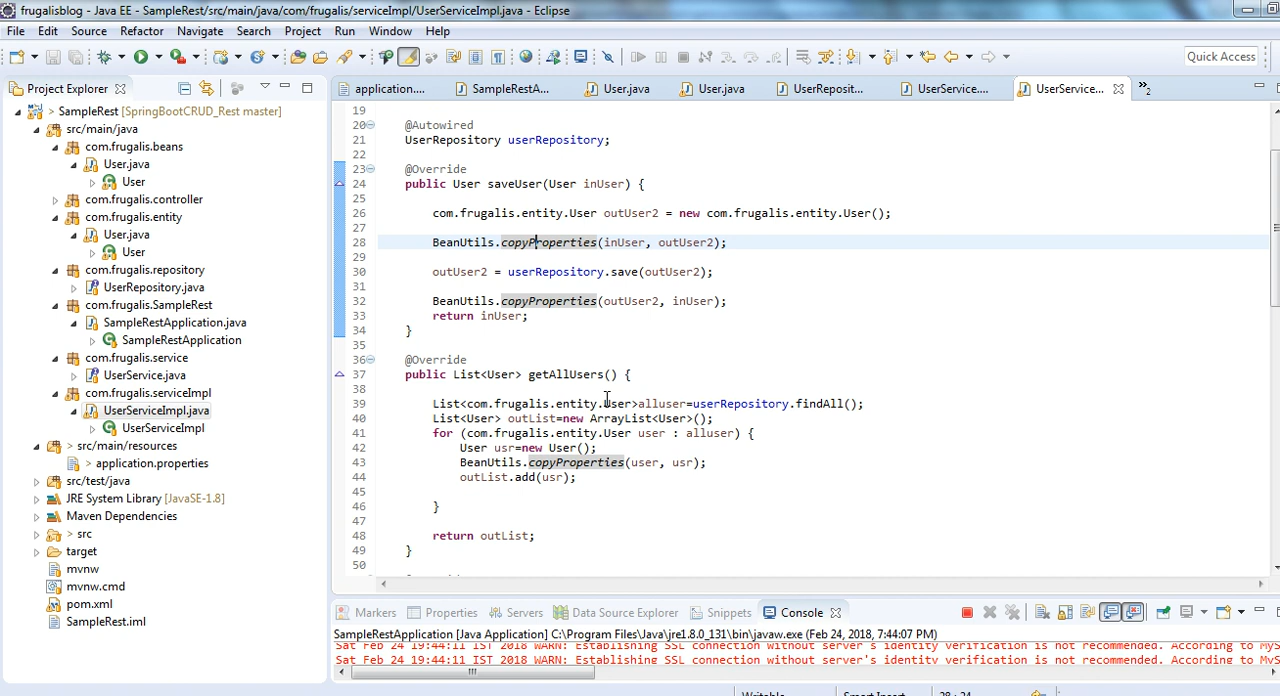 frugalisblog - Java EE - SampleRest/src/main/java/com/frugalis/serviceImpl/UserServiceImpl.java - Eclipse
File Edit Source Refactor Navigate Search Project Run Window Help
Quick Access
Project Explorer
application....
SampleRestA...
User.java
User.java
UserReposit...
UserService....
UserService...
2
> SampleRest [SpringBootCRUD_Rest master]
src/main/java
com.frugalis.beans
User.java
User
com.frugalis.controller
com.frugalis.entity
User.java
User
com.frugalis.repository
UserRepository.java
com.frugalis.SampleRest
SampleRestApplication.java
SampleRestApplication
com.frugalis.service
UserService.java
com.frugalis.serviceImpl
UserServiceImpl.java
UserServiceImpl
> src/main/resources
> application.properties
src/test/java
JRE System Library [JavaSE-1.8]
Maven Dependencies
> src
target
mvnw
mvnw.cmd
pom.xml
SampleRest.iml
19
20 @Autowired
21 UserRepository userRepository;
22
23 @Override
24 public User saveUser(User inUser) {
25
26 com.frugalis.entity.User outUser2 = new com.frugalis.entity.User();
27
28 BeanUtils.copyProperties(inUser, outUser2);
29
30 outUser2 = userRepository.save(outUser2);
31
32 BeanUtils.copyProperties(outUser2, inUser);
33 return inUser;
34 }
35
36 @Override
37 public List<User> getAllUsers() {
38
39 List<com.frugalis.entity.User>alluser=userRepository.findAll();
40 List<User> outList=new ArrayList<User>();
41 for (com.frugalis.entity.User user : alluser) {
42 User usr=new User();
43 BeanUtils.copyProperties(user, usr);
44 outList.add(usr);
45
46 }
47
48 return outList;
49 }
50
Markers Properties Servers Data Source Explorer Snippets Console
SampleRestApplication [Java Application] C:\Program Files\Java\jre1.8.0_131\bin\javaw.exe (Feb 24, 2018, 7:44:07 PM)
Sat Feb 24 19:44:11 IST 2018 WARN: Establishing SSL connection without server's identity verification is not recommended. According to MyS
Sat Feb 24 19:44:11 IST 2018 WARN: Establishing SSL connection without server's identity verification is not recommended. According to MyS
Writable Smart Insert 28 : 24